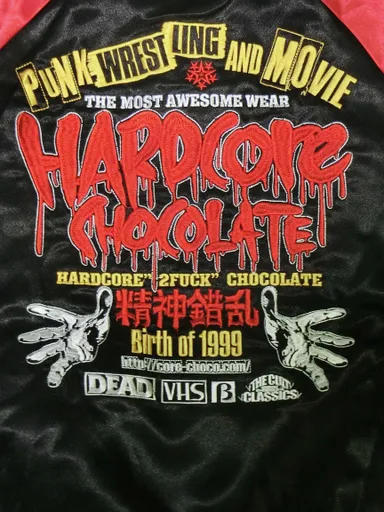 PUNK, WRESTLING AND MOVIE
THE MOST AWESOME WEAR
HARDCORE
CHOCOLATE
HARDCORE" 2FUCK" CHOCOLATE
精神錯乱
Birth of 1999
http://core-choco.com/
DEAD VHS β THE CULT CLASSICS